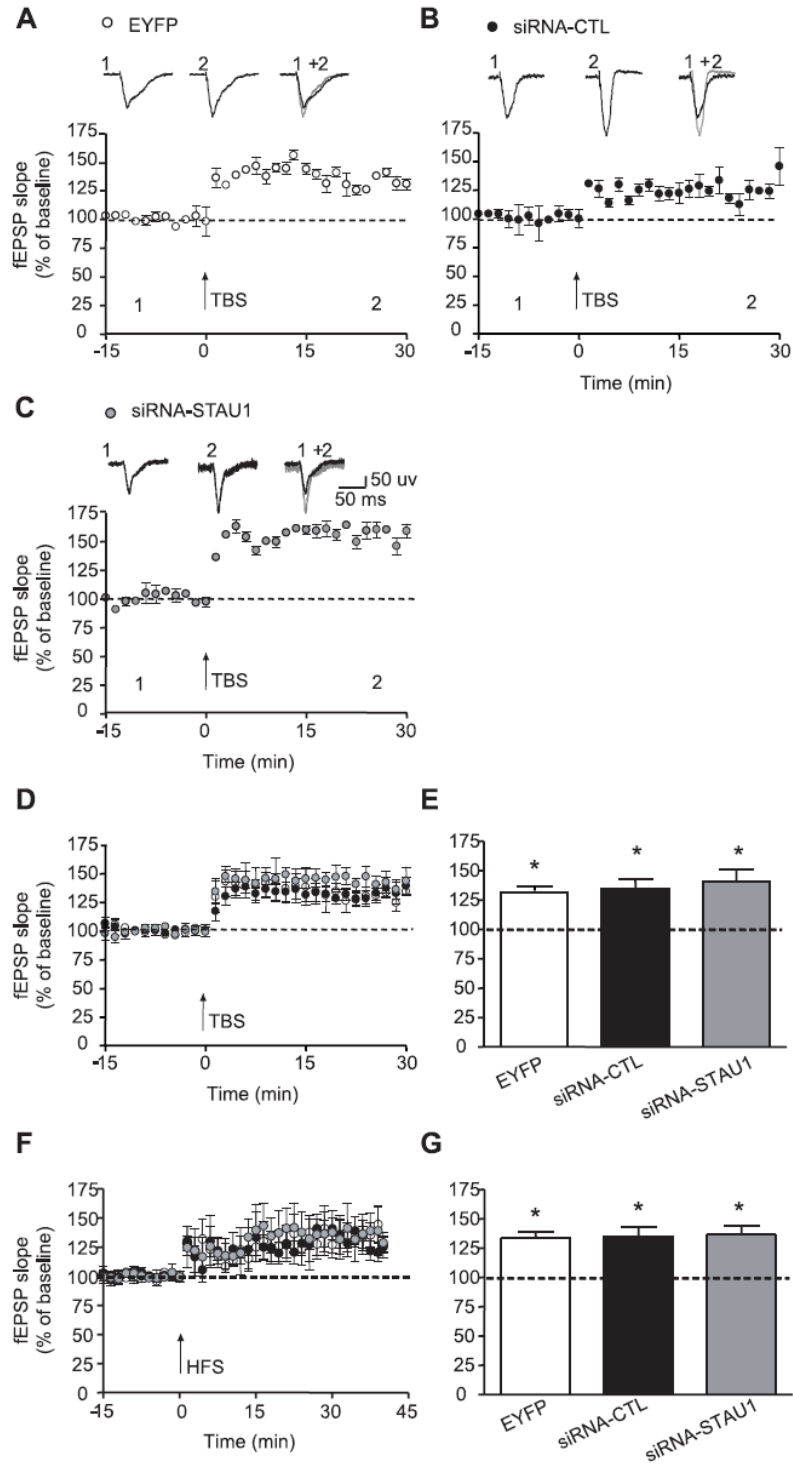 A
EYFP
1 2 1 +2
fEPSP slope
(% of baseline)
175
150
125
100
75
50
25
0
TBS
1 2
-15 0 15 30
B
siRNA-CTL
1 2 1 +2
175
150
125
100
75
50
25
0
TBS
1 2
-15 0 15 30
Time (min)
C
siRNA-STAU1
1 2 1 +2
50 uv
50 ms
fEPSP slope
(% of baseline)
175
150
125
100
75
50
25
0
TBS
1 2
-15 0 15 30
Time (min)
D
fEPSP slope
(% of baseline)
175
150
125
100
75
50
25
0
TBS
-15 0 15 30
Time (min)
E
175
150
125
100
75
50
25
0
* * *
EYFP
siRNA-CTL
siRNA-STAU1
F
fEPSP slope
(% of baseline)
175
150
125
100
75
50
25
0
HFS
-15 0 15 30 45
Time (min)
G
175
150
125
100
75
50
25
0
* * *
EYFP
siRNA-CTL
siRNA-STAU1